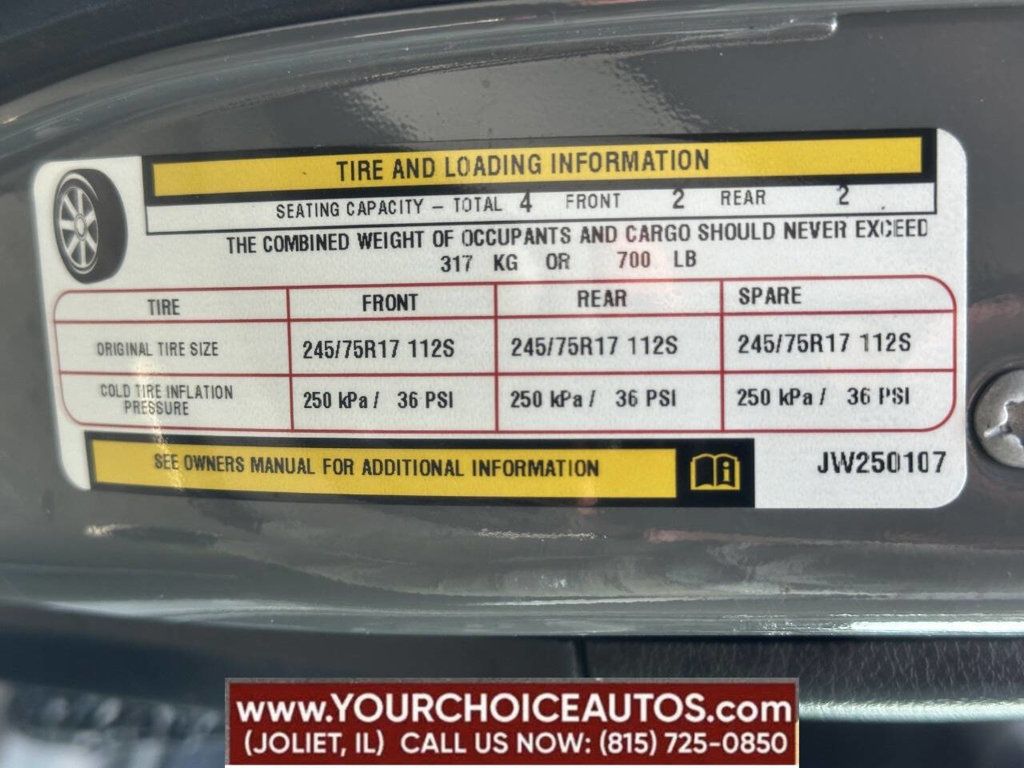 TIRE AND LOADING INFORMATION
SEATING CAPACITY – TOTAL 4 FRONT 2 REAR 2
THE COMBINED WEIGHT OF OCCUPANTS AND CARGO SHOULD NEVER EXCEED
317 KG OR 700 LB
TIRE FRONT REAR SPARE
ORIGINAL TIRE SIZE 245/75R17 112S 245/75R17 112S 245/75R17 112S
COLD TIRE INFLATION
PRESSURE 250 kPa / 36 PSI 250 kPa / 36 PSI 250 kPa / 36 PSI
SEE OWNERS MANUAL FOR ADDITIONAL INFORMATION
JW250107
www.YOURCHOICEAUTOS.com
(JOLIET, IL) CALL US NOW: (815) 725-0850